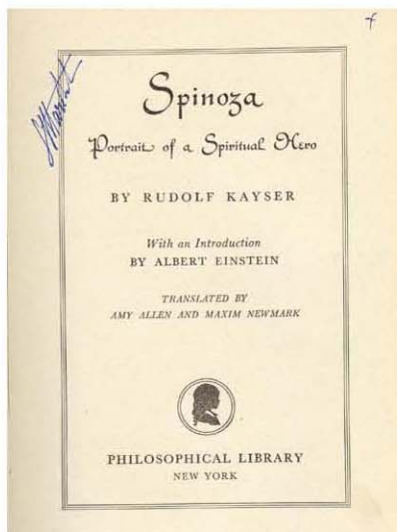 Spinoza
Portrait of a Spiritual Hero
BY RUDOLF KAYSER
With an Introduction
BY ALBERT EINSTEIN
TRANSLATED BY
AMY ALLEN AND MAXIM NEWMARK
PHILOSOPHICAL LIBRARY
NEW YORK